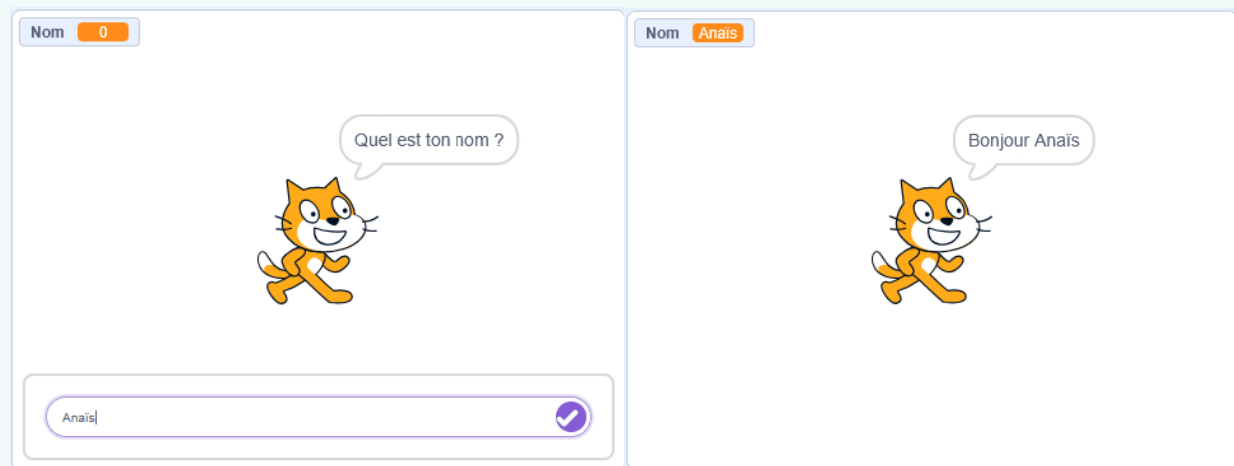 Nom 0
Quel est ton nom ?
Anaïs
Nom Anaïs
Bonjour Anaïs